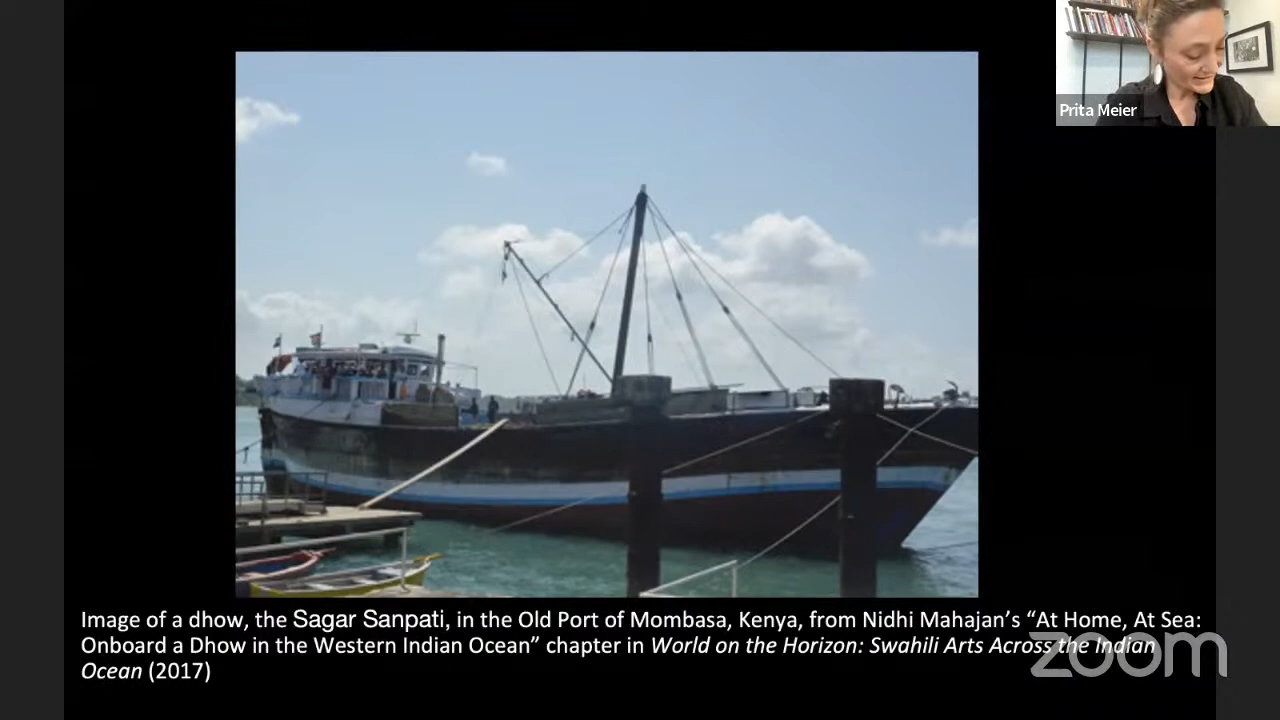 Prita Meier
Image of a dhow, the Sagar Sanpati, in the Old Port of Mombasa, Kenya, from Nidhi Mahajan’s “At Home, At Sea:
Onboard a Dhow in the Western Indian Ocean” chapter in World on the Horizon: Swahili Arts Across the Indian
Ocean (2017)
zoom